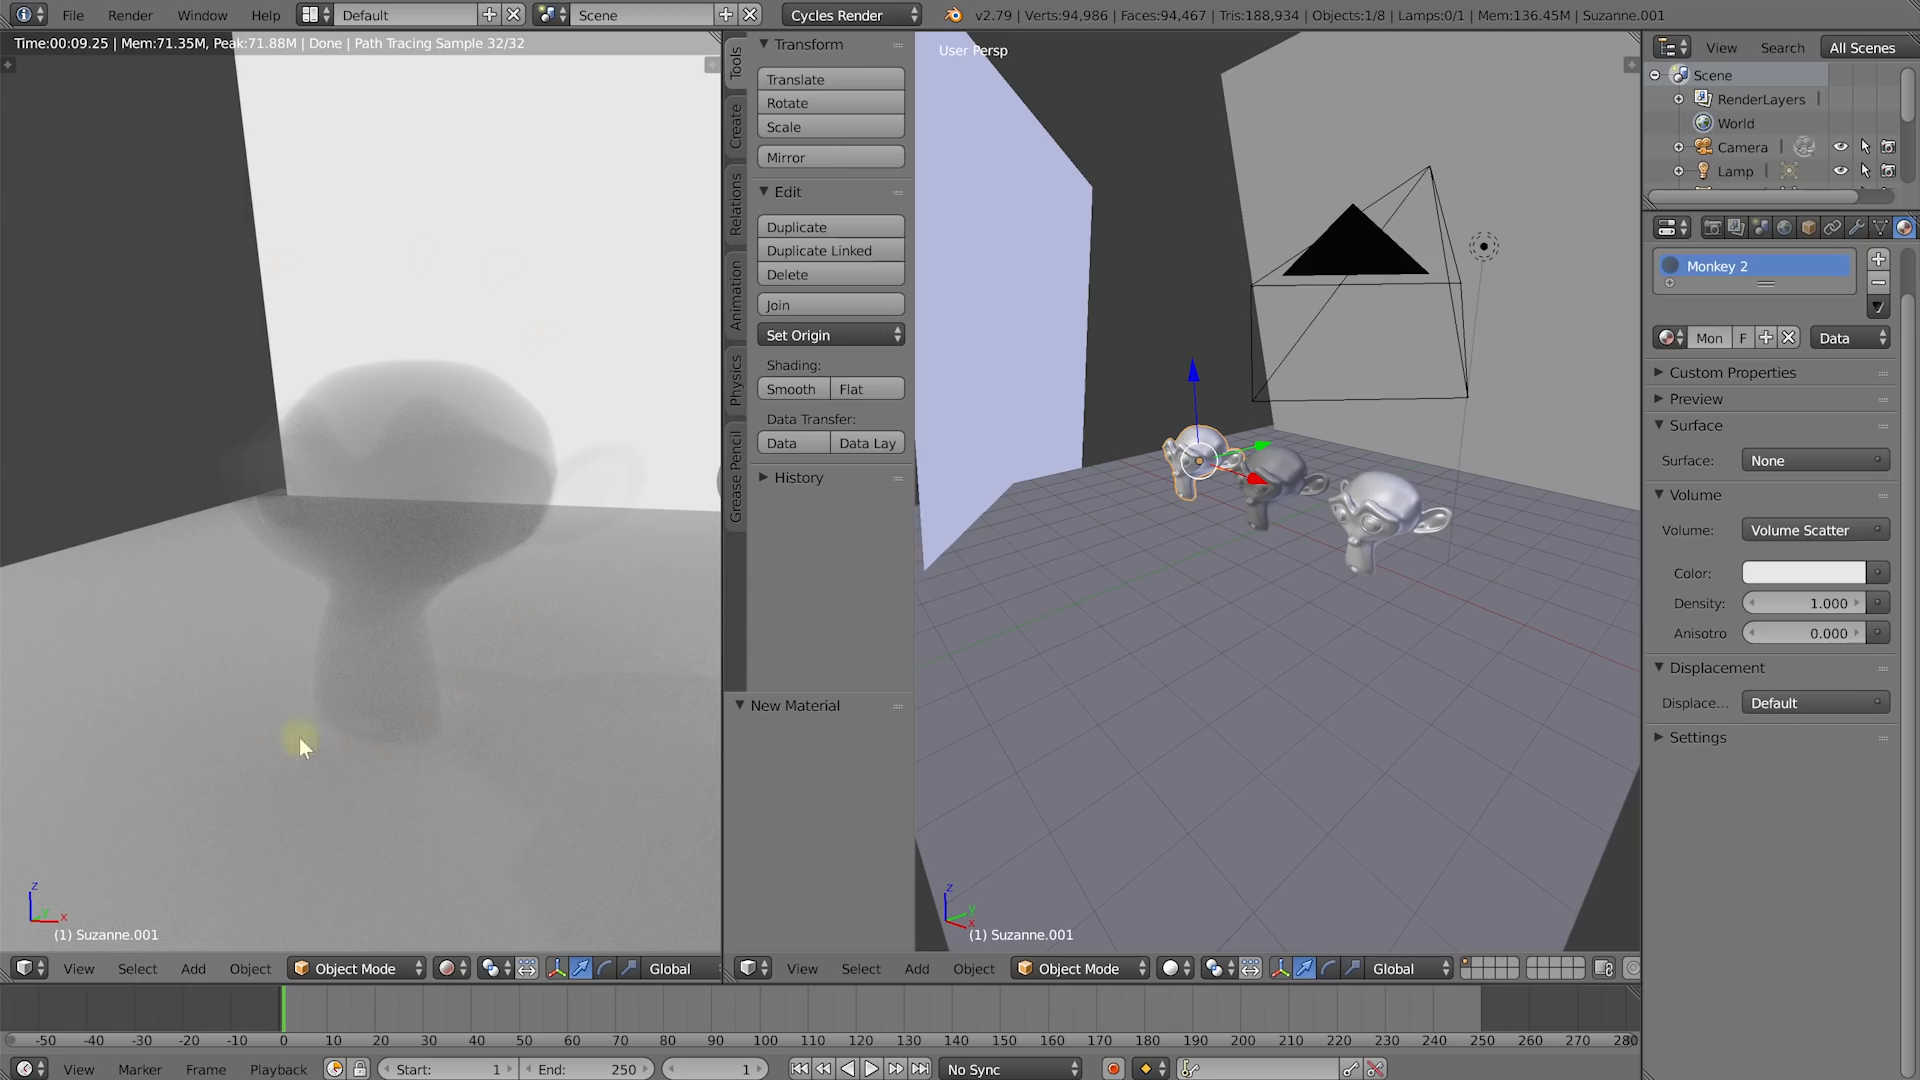 File Render Window Help Default Scene Cycles Render v2.79 | Verts:94,986 | Faces:94,467 | Tris:188,934 | Objects:1/8 | Lamps:0/1 | Mem:136.45M | Suzanne.001
Time:00:09.25 | Mem:71.35M, Peak:71.88M | Done | Path Tracing Sample 32/32
Tools
Create
Relations
Animation
Physics
Grease Pencil
Transform
Translate
Rotate
Scale
Mirror
Edit
Duplicate
Duplicate Linked
Delete
Join
Set Origin
Shading:
Smooth Flat
Data Transfer:
Data Data Lay
History
New Material
User Persp
View Search All Scenes
Scene
RenderLayers
World
Camera
Lamp
Monkey 2
Mon F Data
Custom Properties
Preview
Surface
Surface: None
Volume
Volume: Volume Scatter
Color:
Density: 1.000
Anisotro 0.000
Displacement
Displace... Default
Settings
z
y
x
(1) Suzanne.001
z
y
x
(1) Suzanne.001
View Select Add Object Object Mode Global
View Select Add Object Object Mode Global
-50 -40 -30 -20 -10 0 10 20 30 40 50 60 70 80 90 100 110 120 130 140 150 160 170 180 190 200 210 220 230 240 250 260 270 280
View Marker Frame Playback Start: 1 End: 250 1 No Sync